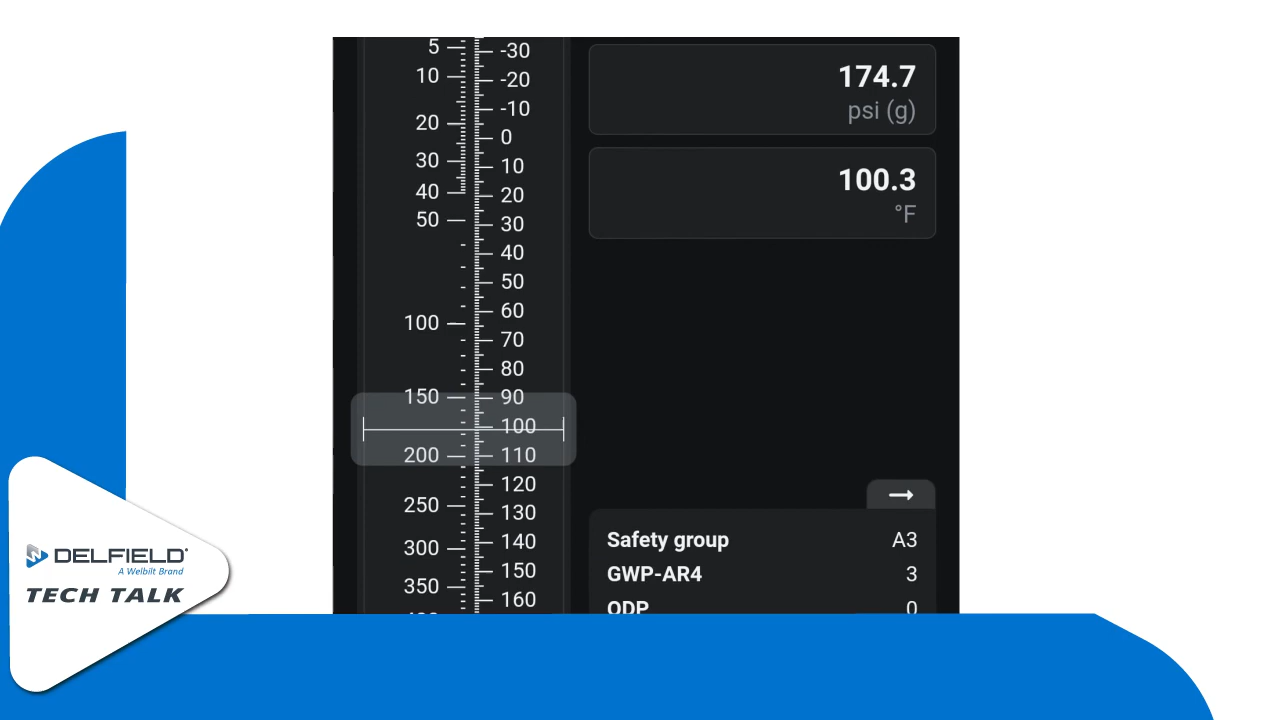 5 -30
10 -20
-10
20 0
30 10
40 20
50 30
40
50
60
100 70
80
150 90
100
200 110
120
250 130
300 140
150
350 160
174.7
psi (g)
100.3
°F
→
Safety group A3
GWP-AR4 3
ODP 0
DELFIELD®
A Welbilt Brand
TECH TALK